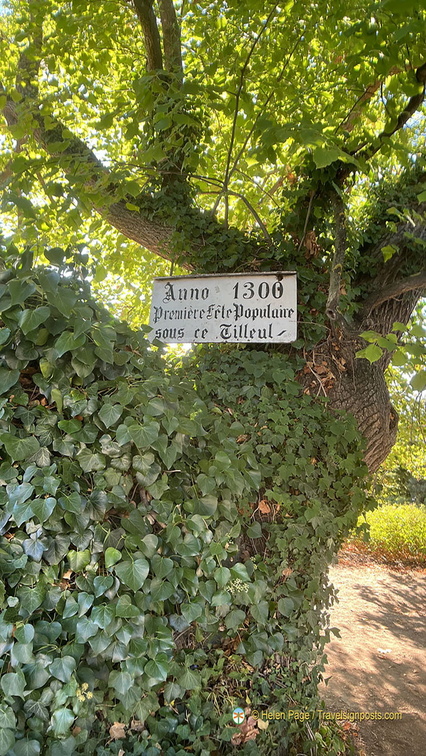 Anno 1300
Première Fête Populaire
sous ce Tilleul
© Helen Page / Travelsignposts.com